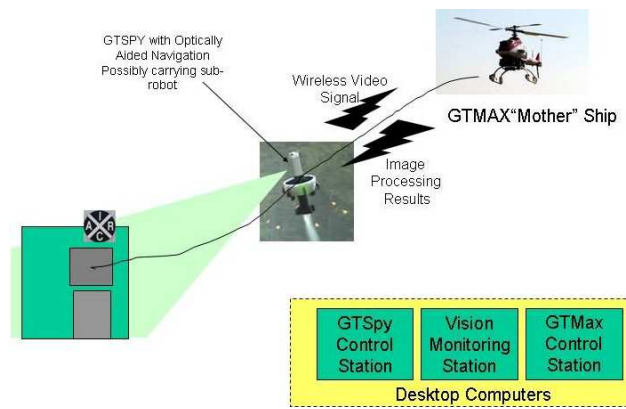 GTSPY with Optically
Aided Navigation
Possibly carrying sub-
robot
Wireless Video
Signal
GTMAX“Mother” Ship
Image
Processing
Results
I
A R
C
GTSpy
Control
Station
Vision
Monitoring
Station
GTMax
Control
Station
Desktop Computers